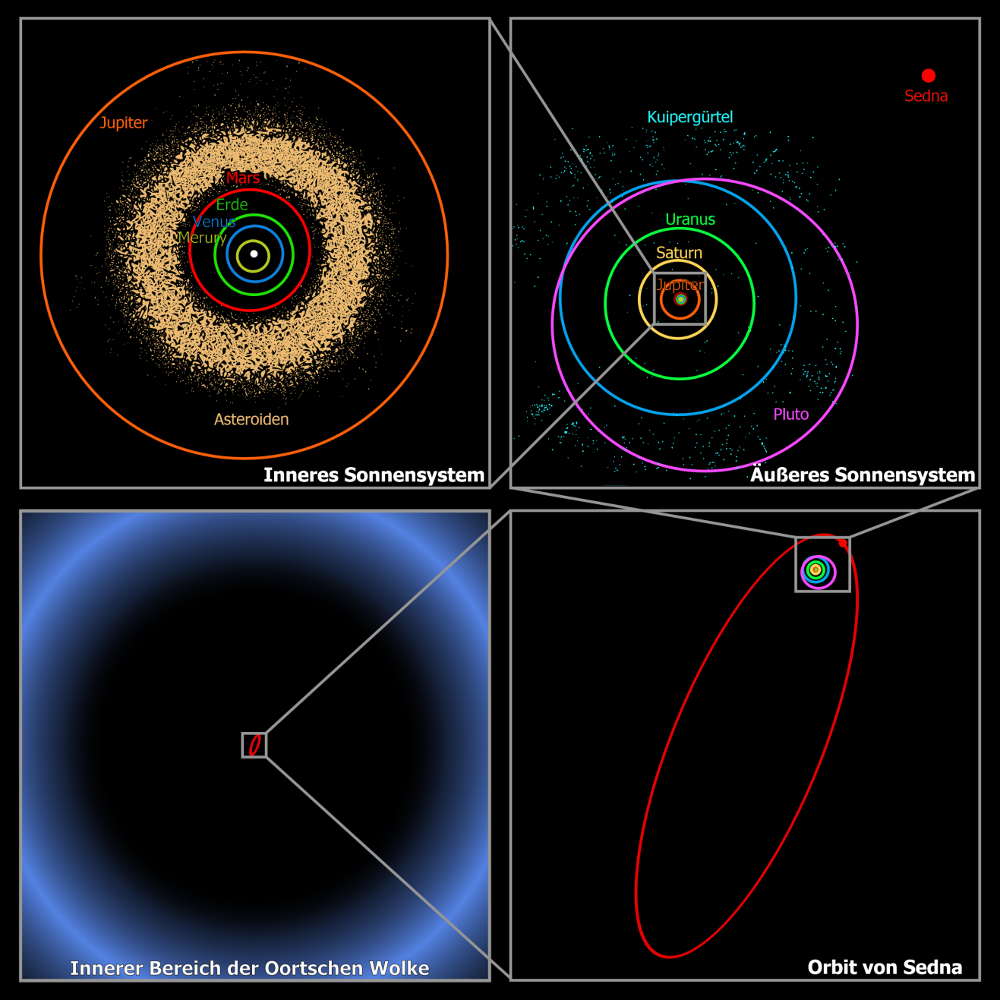 Jupiter
Mars
Erde
Venus
Merury
Asteroiden
Inneres Sonnensystem
Sedna
Kuipergürtel
Uranus
Saturn
Jupiter
Pluto
Äußeres Sonnensystem
Innerer Bereich der Oortschen Wolke
Orbit von Sedna